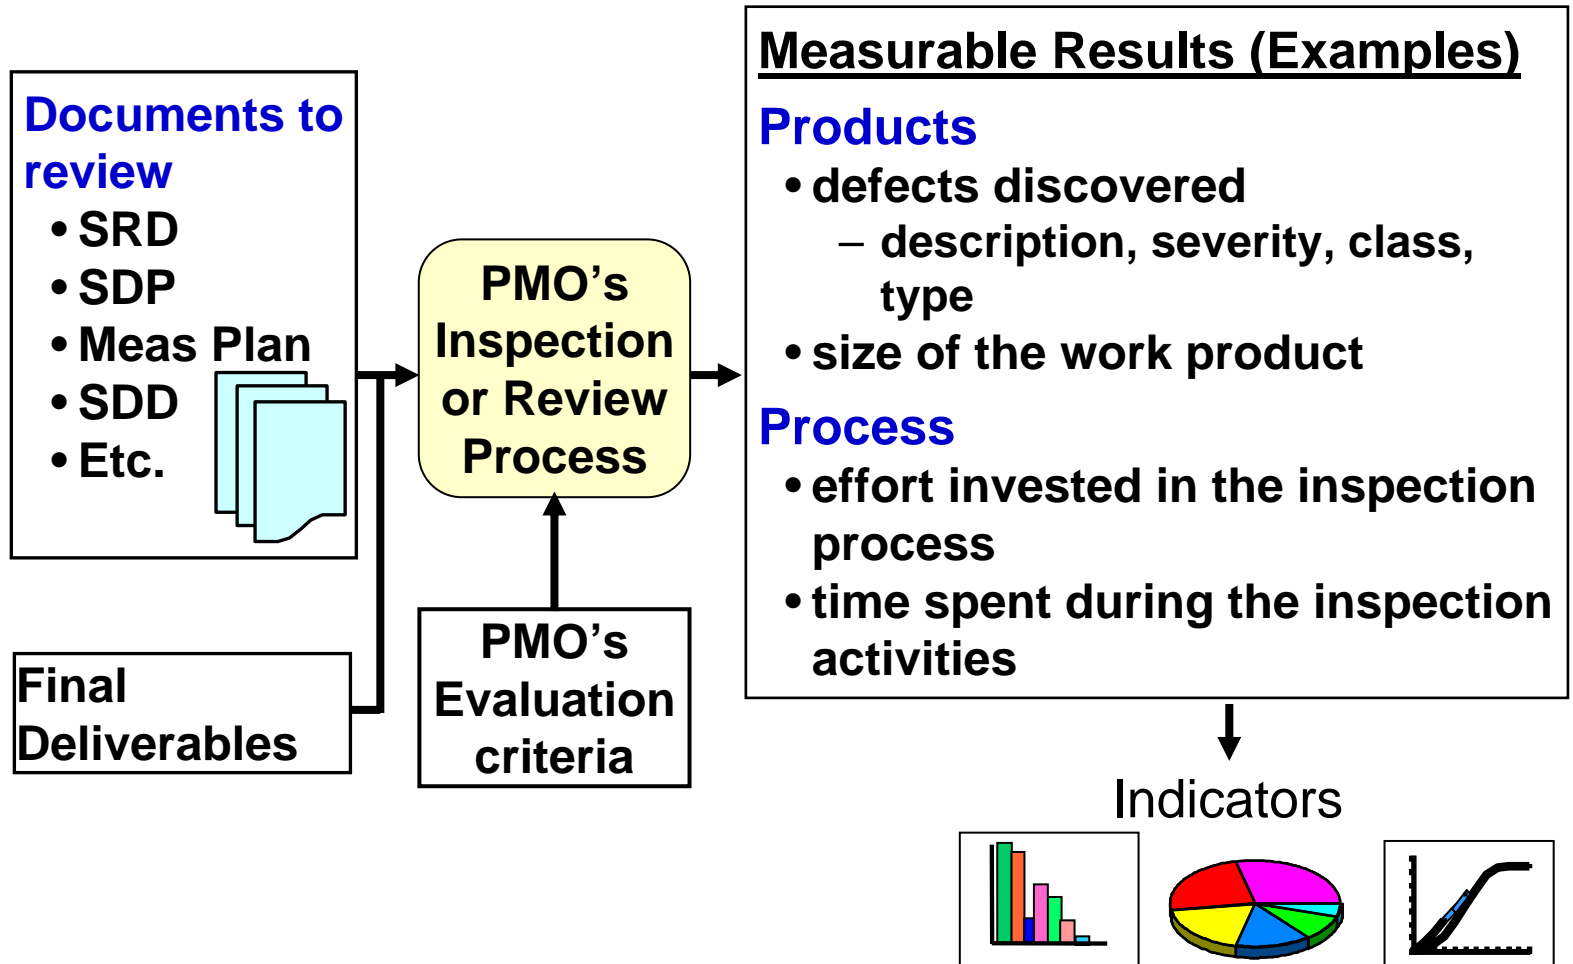 Documents to
review
• SRD
• SDP
• Meas Plan
• SDD
• Etc.
Final
Deliverables
PMO’s
Inspection
or Review
Process
PMO’s
Evaluation
criteria
Measurable Results (Examples)
Products
• defects discovered
– description, severity, class,
type
• size of the work product
Process
• effort invested in the inspection
process
• time spent during the inspection
activities
Indicators